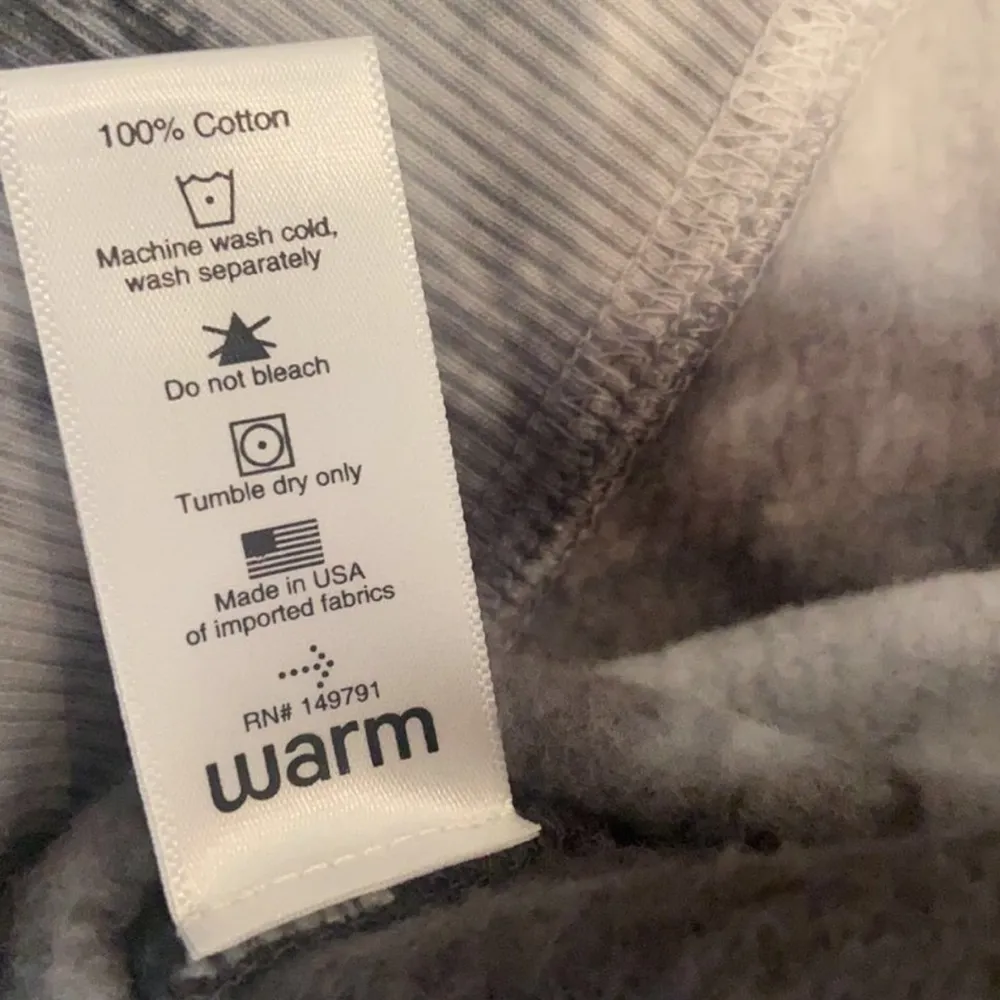 100% Cotton
Machine wash cold,
wash separately
Do not bleach
Tumble dry only
Made in USA
of imported fabrics
RN# 149791
warm